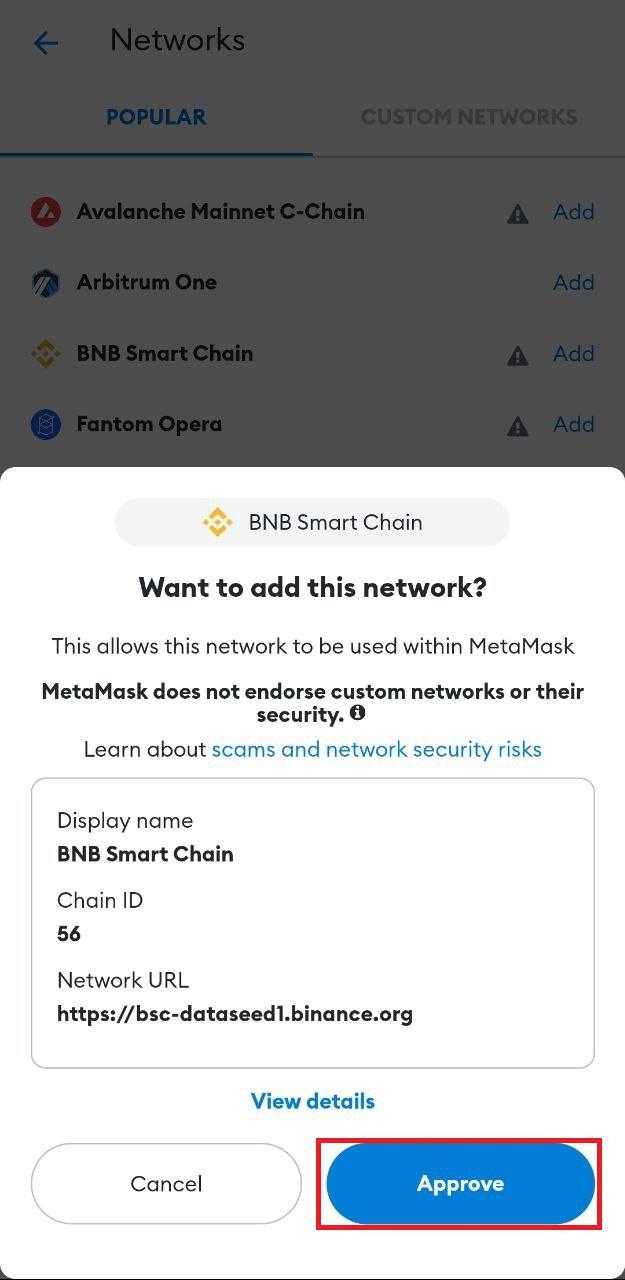 Networks
POPULAR
CUSTOM NETWORKS
Avalanche Mainnet C-Chain
Add
Arbitrum One
Add
BNB Smart Chain
Add
Fantom Opera
Add
BNB Smart Chain
Want to add this network?
This allows this network to be used within MetaMask
MetaMask does not endorse custom networks or their
security.
Learn about scams and network security risks
Display name
BNB Smart Chain
Chain ID
56
Network URL
https://bsc-dataseed1.binance.org
View details
Cancel
Approve